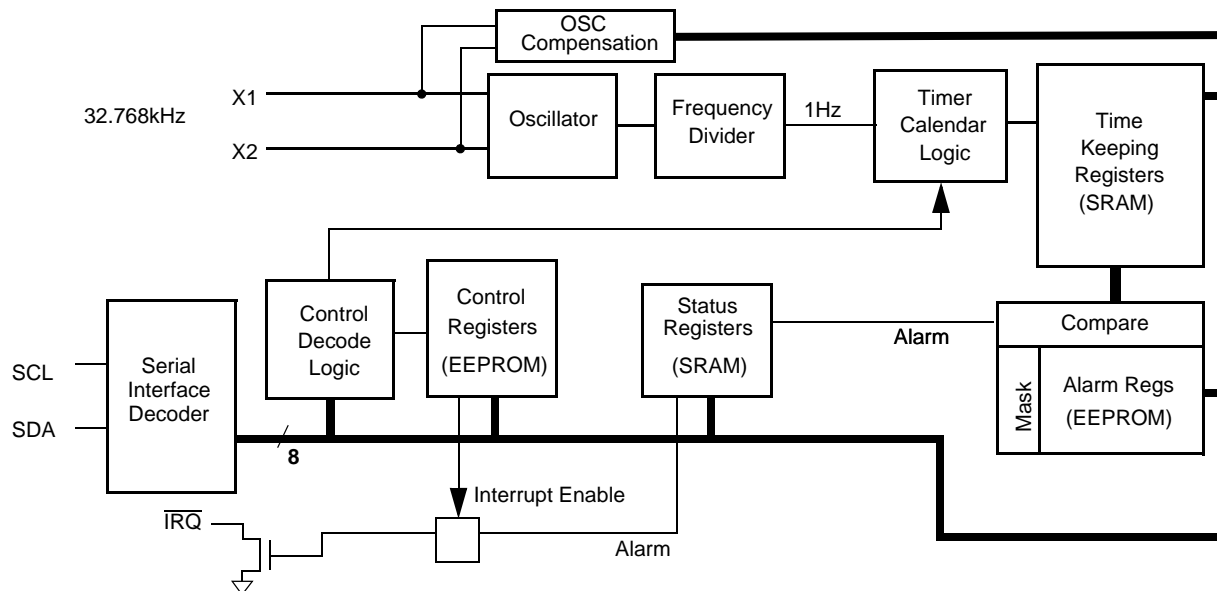 OSC
Compensation
X1
32.768kHz
X2
Oscillator
Frequency
Divider
1Hz
Timer
Calendar
Logic
Time
Keeping
Registers
(SRAM)
Control
Decode
Logic
Control
Registers
(EEPROM)
Status
Registers
(SRAM)
Alarm
Compare
Mask
Alarm Regs
(EEPROM)
SCL
SDA
Serial
Interface
Decoder
8
Interrupt Enable
IRQ
Alarm